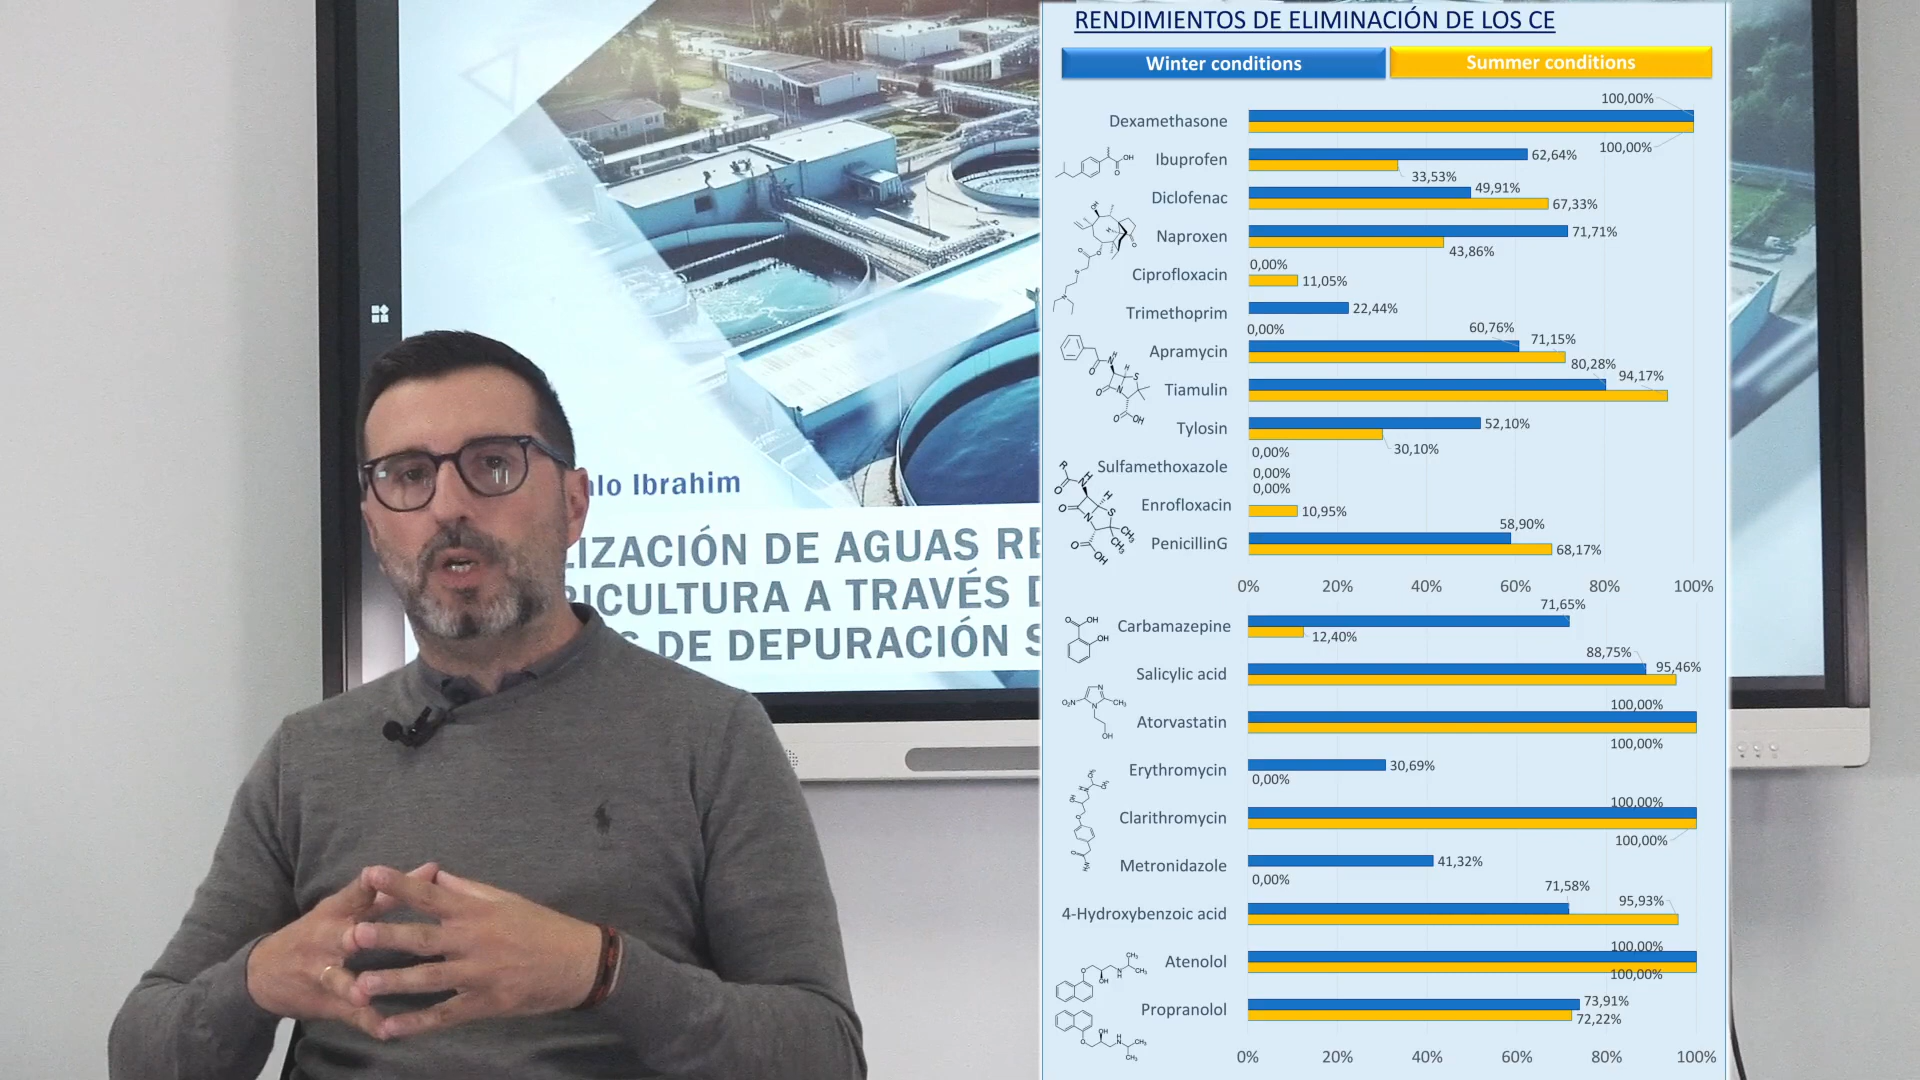 nlo Ibrahim
LIZACIÓN DE AGUAS RE
RICULTURA A TRAVÉS D
S DE DEPURACIÓN S
RENDIMIENTOS DE ELIMINACIÓN DE LOS CE
Winter conditions Summer conditions
Dexamethasone 100,00% 100,00%
Ibuprofen 62,64% 33,53%
Diclofenac 49,91% 67,33%
Naproxen 71,71% 43,86%
Ciprofloxacin 0,00% 11,05%
Trimethoprim 22,44% 0,00%
Apramycin 60,76% 71,15%
Tiamulin 80,28% 94,17%
Tylosin 52,10% 30,10%
Sulfamethoxazole 0,00% 0,00%
Enrofloxacin 0,00% 10,95%
PenicillinG 58,90% 68,17%
0% 20% 40% 60% 80% 100%
Carbamazepine 71,65% 12,40%
Salicylic acid 88,75% 95,46%
Atorvastatin 100,00% 100,00%
Erythromycin 30,69% 0,00%
Clarithromycin 100,00% 100,00%
Metronidazole 41,32% 0,00%
4-Hydroxybenzoic acid 71,58% 95,93%
Atenolol 100,00% 100,00%
Propranolol 73,91% 72,22%
0% 20% 40% 60% 80% 100%